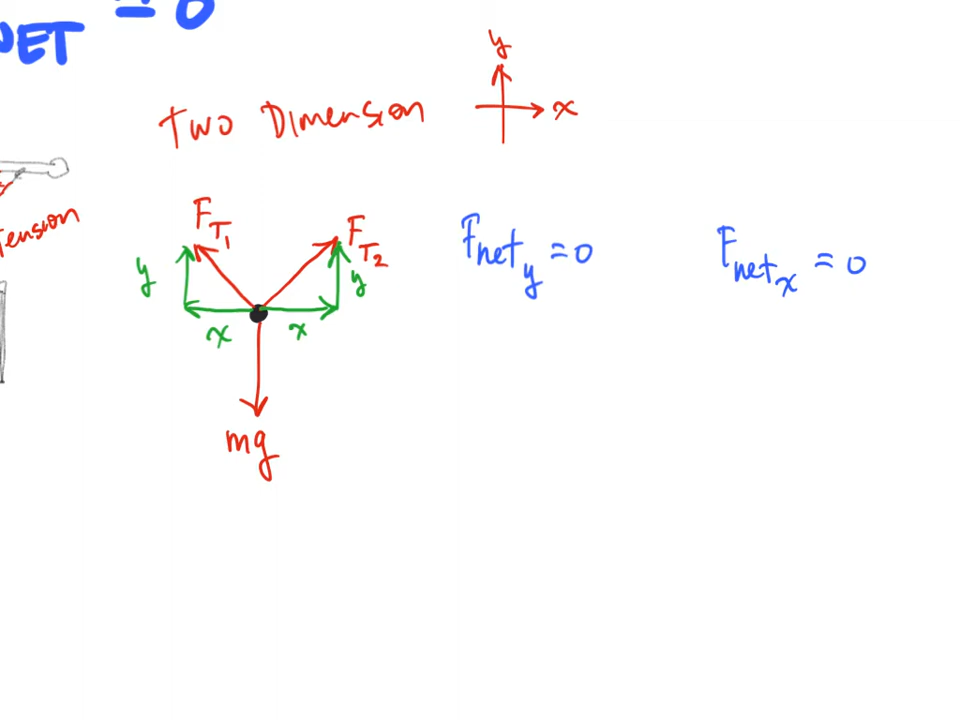 NET = 0
y
Two Dimension
x
Tension
F_T1
F_T2
F_net_y = 0
F_net_x = 0
y
y
x
x
mg